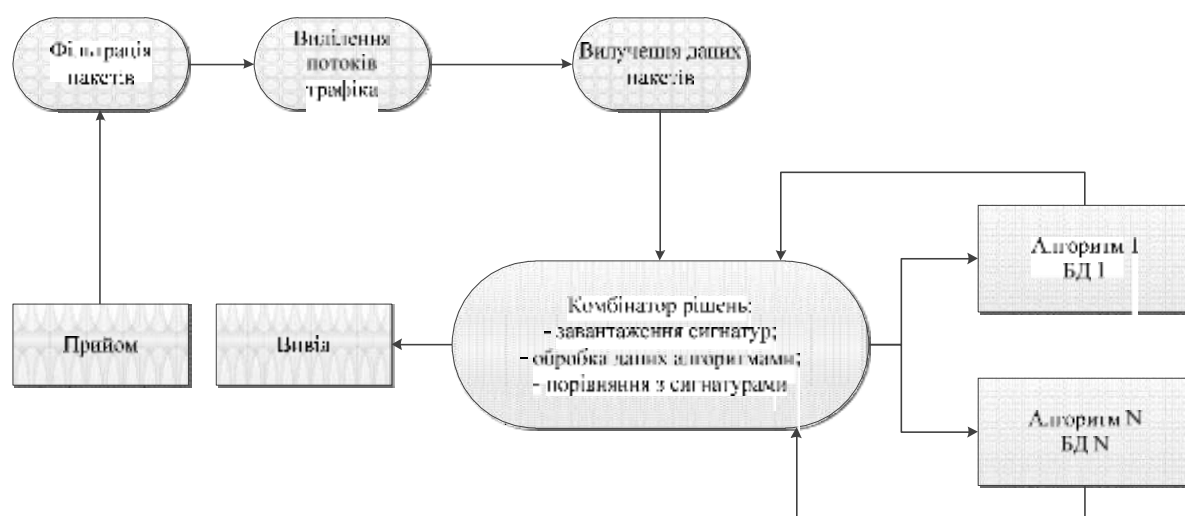 Фільтрація
пакетів
Виділення
потоків
трафіка
Вилучення даних
пакетів
Алгоритм 1
БД 1
Комбінатор рішень:
- завантаження сигнатур;
- обробка даних алгоритмами;
- порівняння з сигнатурами
Прийом
Вивід
Алгоритм N
БД N